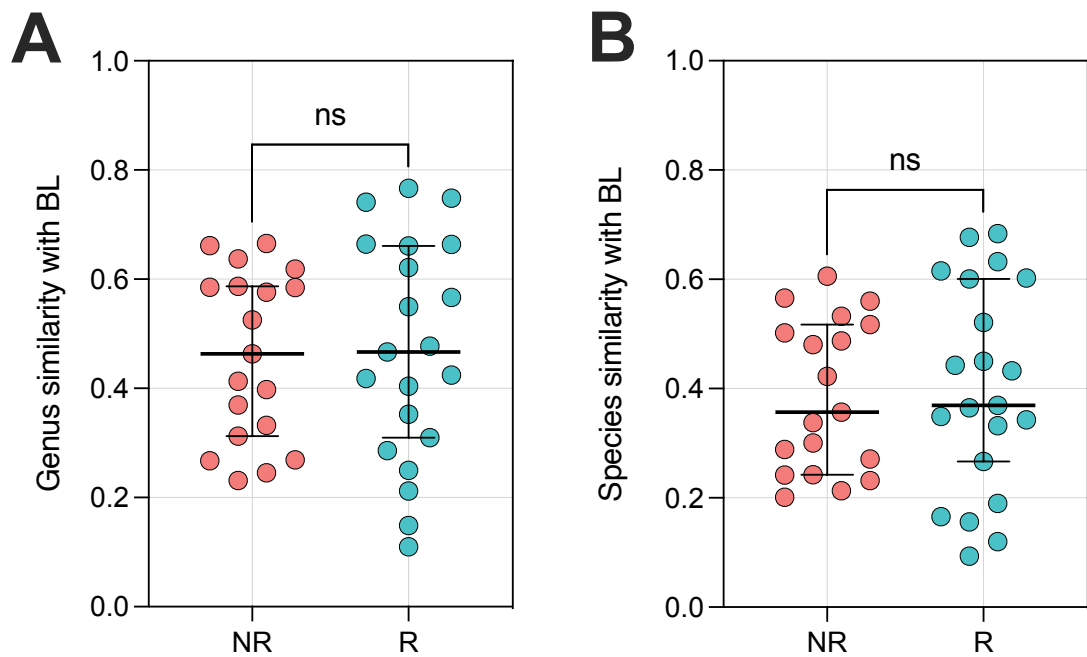 A
Genus similarity with BL
1.0
0.8
0.6
0.4
0.2
0.0
ns
NR
R
B
Species similarity with BL
1.0
0.8
0.6
0.4
0.2
0.0
ns
NR
R